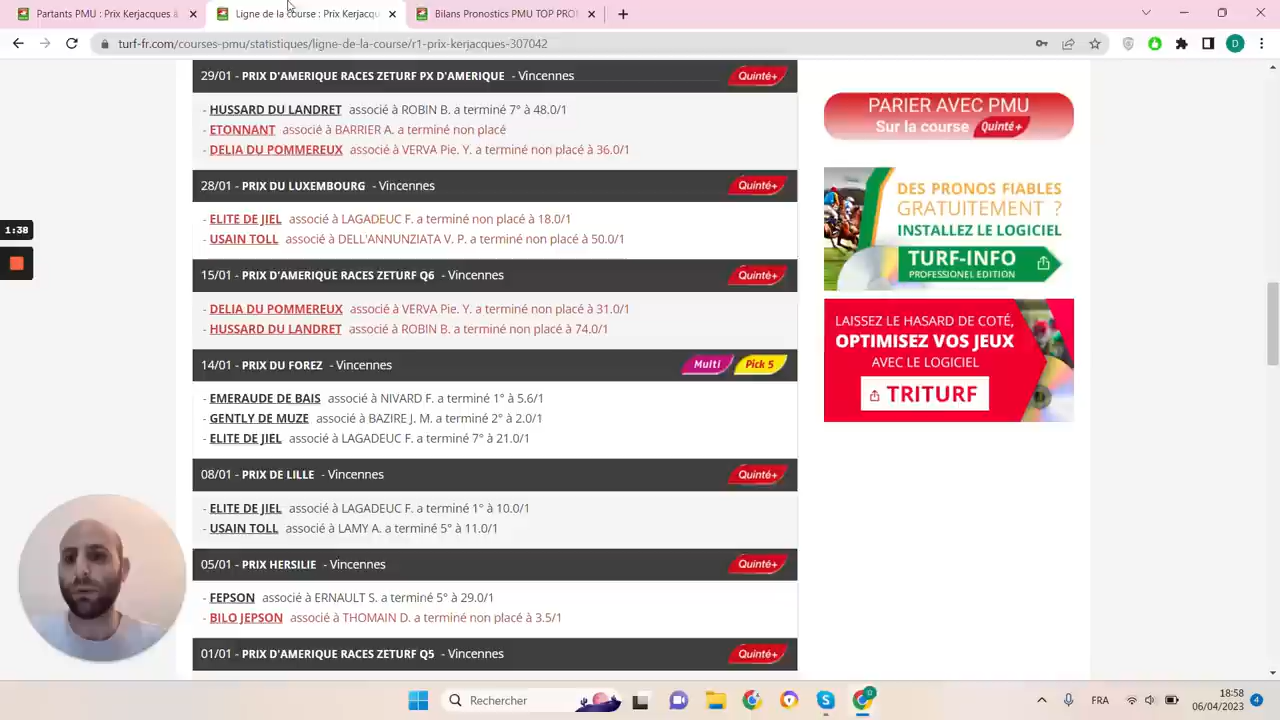 Partants PMU : Prix Kerjacques
Ligne de Course : Prix Kerjacqu
Bases PMU : PMU TOP PRO
turf-fr.com/courses-pmu/statistiques/ligne-de-course/r1-prix-kerjacques-307042
D
29/01 - PRIX D'AMERIQUE RACES ZETURF PX D'AMERIQUE - Vincennes Quinté+
- HUSSARD DU LANDRET associé à ROBIN B. a terminé 7° à 48.0/1
- ETONNANT associé à BARRIER A. a terminé non placé
- DELIA DU POMMEREUX associé à VERVA Pie. Y. a terminé non placé à 36.0/1
28/01 - PRIX DU LUXEMBOURG - Vincennes Quinté+
- ELITE DE JIEL associé à LAGADEUC F. a terminé non placé à 18.0/1
- USAIN TOLL associé à DELL'ANNUNZIATA V. P. a terminé non placé à 50.0/1
15/01 - PRIX D'AMERIQUE RACES ZETURF Q6 - Vincennes Quinté+
- DELIA DU POMMEREUX associé à VERVA Pie. Y. a terminé non placé à 31.0/1
- HUSSARD DU LANDRET associé à ROBIN B. a terminé non placé à 74.0/1
14/01 - PRIX DU FOREZ - Vincennes Multi Pick 5
- EMERAUDE DE BAIS associé à NIVARD F. a terminé 1° à 5.6/1
- GENTLY DE MUZE associé à BAZIRE J. M. a terminé 2° à 2.0/1
- ELITE DE JIEL associé à LAGADEUC F. a terminé 7° à 21.0/1
08/01 - PRIX DE LILLE - Vincennes Quinté+
- ELITE DE JIEL associé à LAGADEUC F. a terminé 1° à 10.0/1
- USAIN TOLL associé à LAMY A. a terminé 5° à 11.0/1
05/01 - PRIX HERSILIE - Vincennes Quinté+
- FEPSON associé à ERNAULT S. a terminé 5° à 29.0/1
- BILO JEPSON associé à THOMAIN D. a terminé non placé à 3.5/1
01/01 - PRIX D'AMERIQUE RACES ZETURF Q5 - Vincennes Quinté+
PARIER AVEC PMU
Sur la course Quinté+
DES PRONOS FIABLES
GRATUITEMENT ?
INSTALLEZ LE LOGICIEL
TURF-INFO
PROFESSIONEL EDITION
LAISSEZ LE HASARD DE COTÉ,
OPTIMISEZ VOS JEUX
AVEC LE LOGICIEL
TRITURF
1:38
Rechercher
FRA
18:58
06/04/2023
4